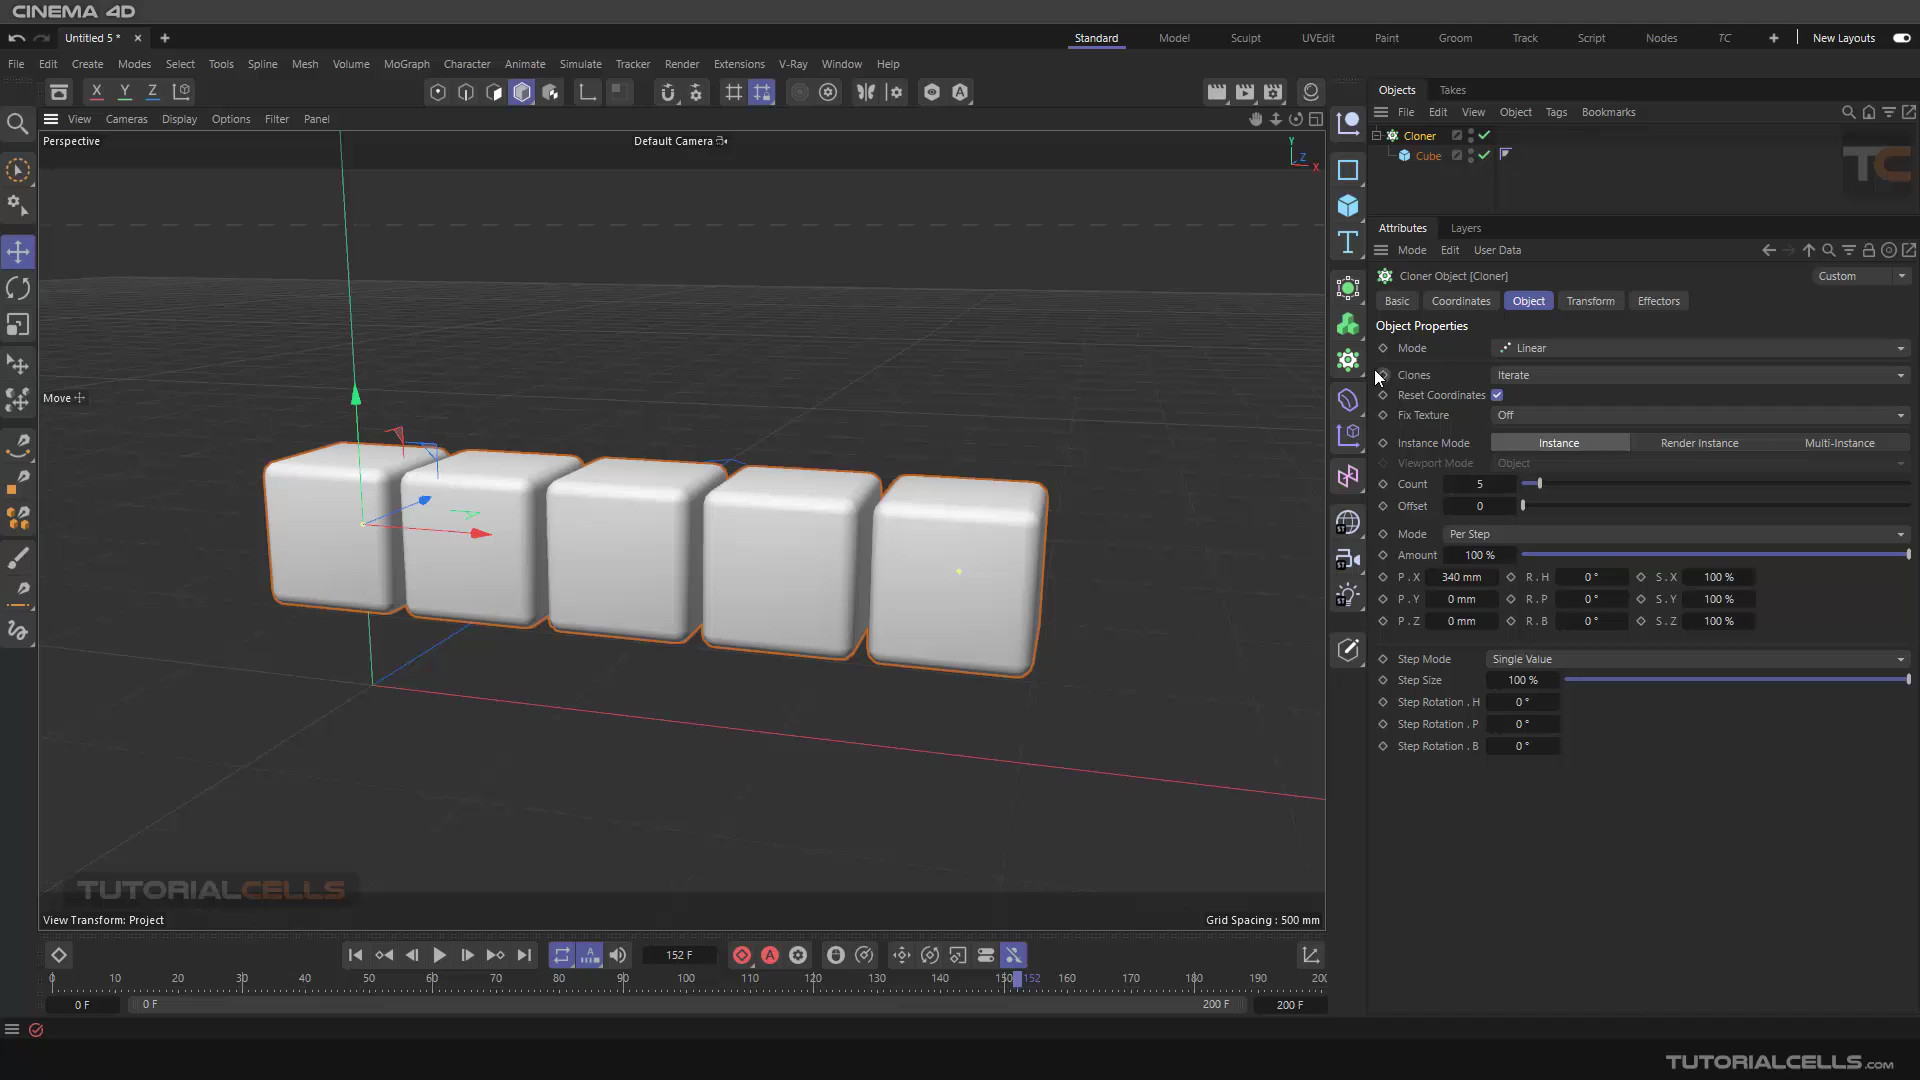 CINEMA 4D
Untitled 5 *
Standard Model Sculpt UVEdit Paint Groom Track Script Nodes TC New Layouts
File Edit Create Modes Select Tools Spline Mesh Volume MoGraph Character Animate Simulate Tracker Render Extensions V-Ray Window Help
X Y Z
View Cameras Display Options Filter Panel
Perspective
Default Camera
Y
Z
X
Move
TUTORIALCELLS
View Transform: Project
Grid Spacing : 500 mm
Objects Takes
File Edit View Object Tags Bookmarks
Cloner
Cube
TC
Attributes Layers
Mode Edit User Data
Cloner Object [Cloner]
Custom
Basic Coordinates Object Transform Effectors
Object Properties
Mode Linear
Clones Iterate
Reset Coordinates
Fix Texture Off
Instance Mode Instance Render Instance Multi-Instance
Viewport Mode Object
Count 5
Offset 0
Mode Per Step
Amount 100 %
P . X 340 mm R . H 0 ° S . X 100 %
P . Y 0 mm R . P 0 ° S . Y 100 %
P . Z 0 mm R . B 0 ° S . Z 100 %
Step Mode Single Value
Step Size 100 %
Step Rotation . H 0 °
Step Rotation . P 0 °
Step Rotation . B 0 °
152 F
0 10 20 30 40 50 60 70 80 90 100 110 120 130 140 150 152 160 170 180 190 200
0 F 0 F 200 F 200 F
TUTORIALCELLS.COM